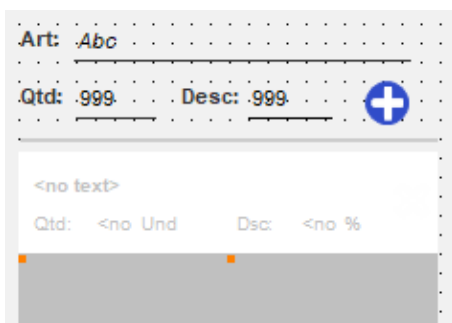 Art: Abc
Qtd: 999 Desc: 999
<no text>
Qtd: <no Und Dsc: <no %